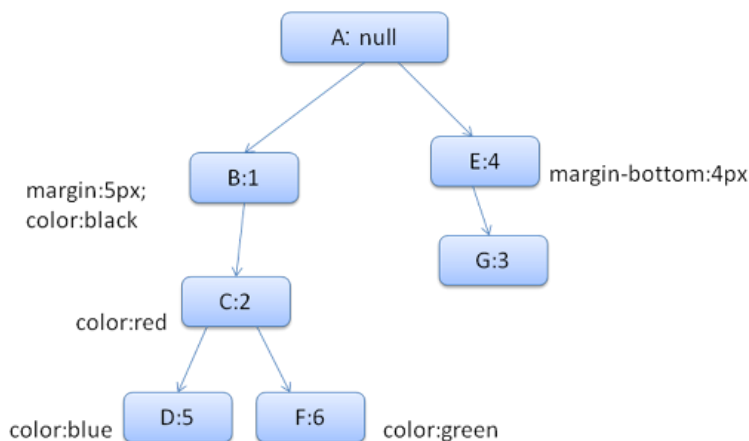 A: null
B:1
E:4
margin-bottom:4px
margin:5px;
color:black
G:3
C:2
color:red
color:blue
D:5
F:6
color:green